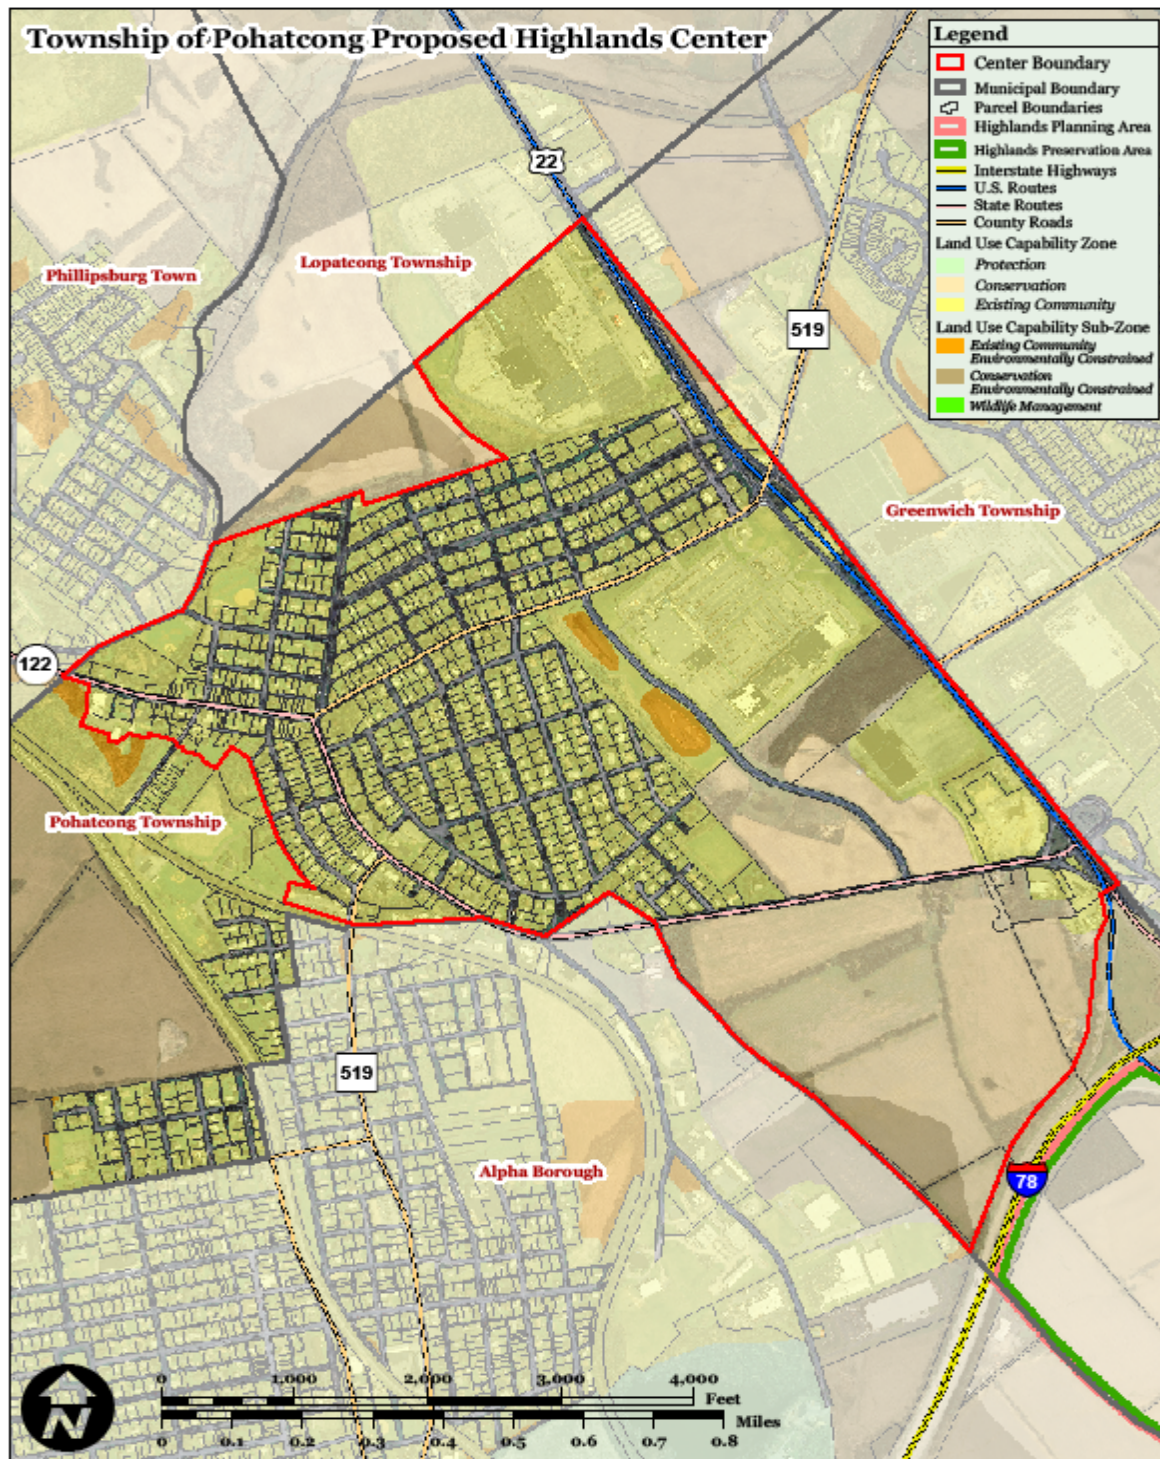 Township of Pohatcong Proposed Highlands Center
Legend
Center Boundary
Municipal Boundary
Parcel Boundaries
Highlands Planning Area
Highlands Preservation Area
Interstate Highways
U.S. Routes
State Routes
County Roads
Land Use Capability Zone
Protection
Conservation
Existing Community
Land Use Capability Sub-Zone
Existing Community
Environmentally Constrained
Conservation
Environmentally Constrained
Wildlife Management
22
Phillipsburg Town
Lopatcong Township
519
Greenwich Township
122
Pohatcong Township
519
Alpha Borough
78
N
0 1,000 2,000 3,000 4,000
Feet
Miles
0 0.1 0.2 0.3 0.4 0.5 0.6 0.7 0.8